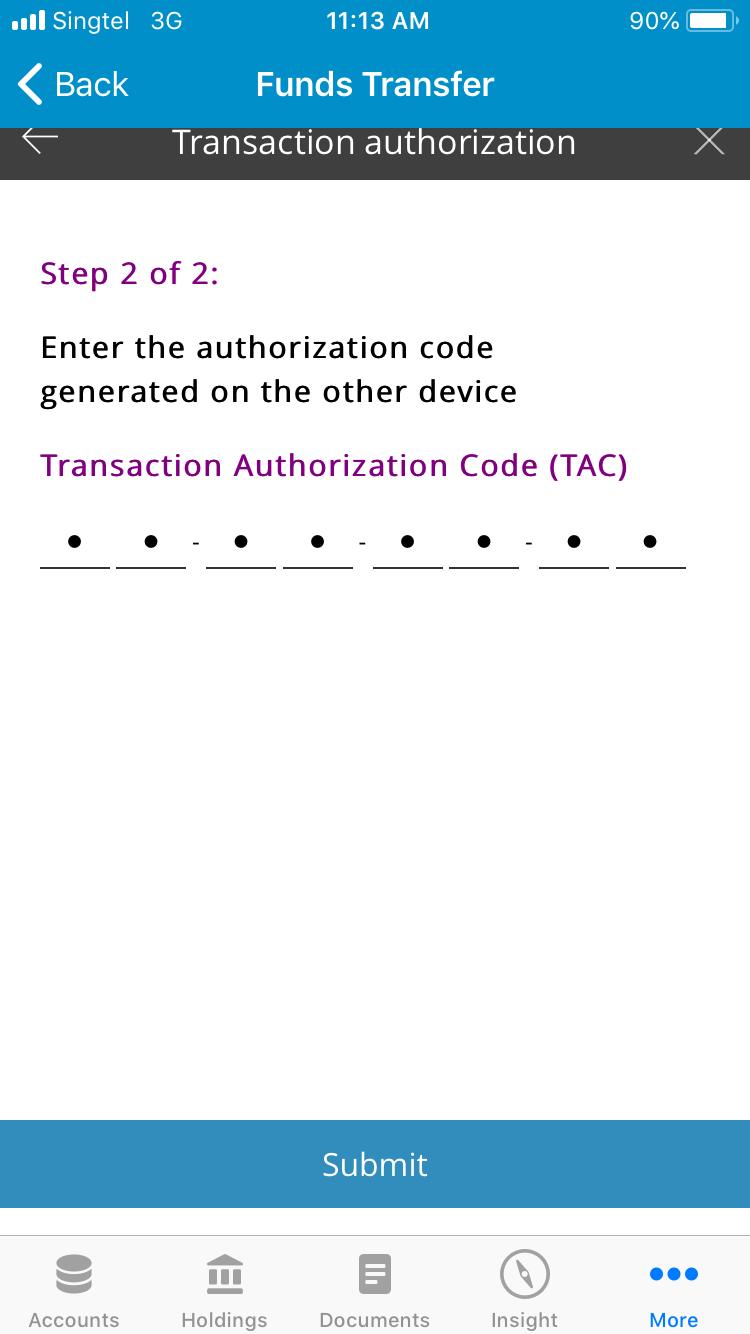 Singtel 3G 11:13 AM 90%
Back Funds Transfer
Transaction authorization
Step 2 of 2:
Enter the authorization code
generated on the other device
Transaction Authorization Code (TAC)
• • - • • - • • - • •
Submit
Accounts Holdings Documents Insight More